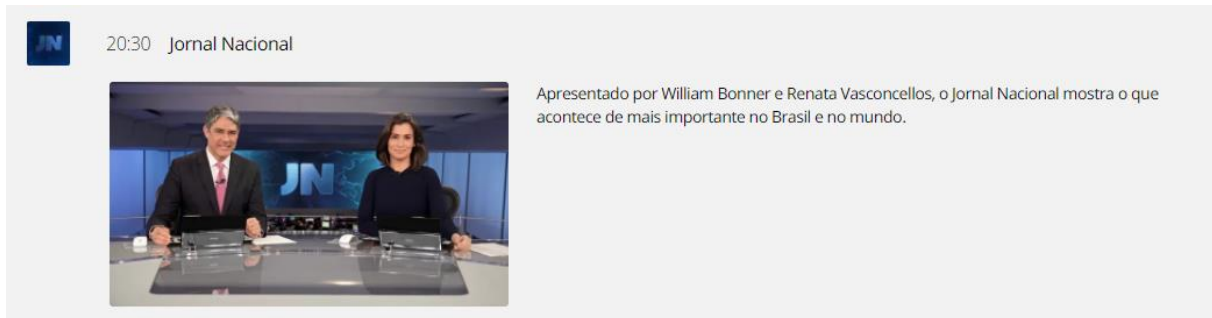 JN
20:30 Jornal Nacional
Apresentado por William Bonner e Renata Vasconcellos, o Jornal Nacional mostra o que
acontece de mais importante no Brasil e no mundo.
JN